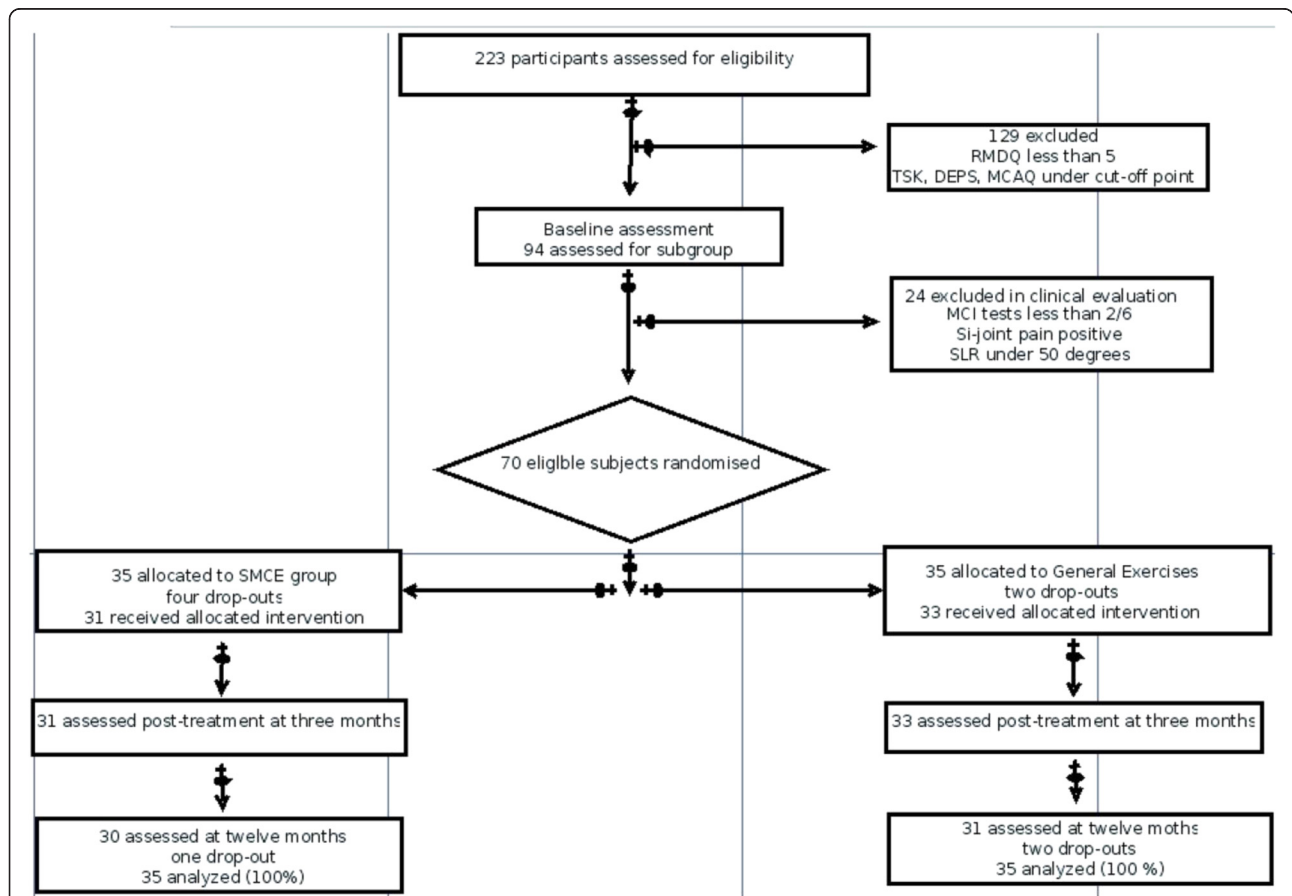 223 participants assessed for eligibility
129 excluded
RMDQ less than 5
TSK, DEPS, MCAQ under cut-off point
Baseline assessment
94 assessed for subgroup
24 excluded in clinical evaluation
MCI tests less than 2/6
Si-joint pain positive
SLR under 50 degrees
70 eliglble subjects randomised
35 allocated to SMCE group
four drop-outs
31 received allocated intervention
35 allocated to General Exercises
two drop-outs
33 received allocated intervention
31 assessed post-treatment at three months
33 assessed post-treatment at three months
30 assessed at twelve months
one drop-out
35 analyzed (100%)
31 assessed at twelve moths
two drop-outs
35 analyzed (100 %)